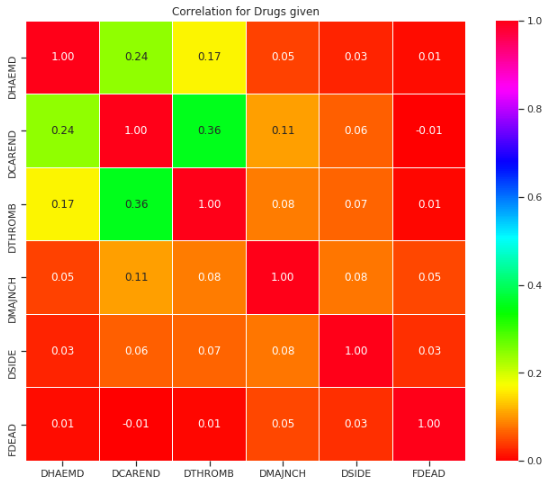 Correlation for Drugs given
DHAEMD 1.00 0.24 0.17 0.05 0.03 0.01
DCAREND 0.24 1.00 0.36 0.11 0.06 -0.01
DTHROMB 0.17 0.36 1.00 0.08 0.07 0.01
DMAJNCH 0.05 0.11 0.08 1.00 0.08 0.05
DSIDE 0.03 0.06 0.07 0.08 1.00 0.03
FDEAD 0.01 -0.01 0.01 0.05 0.03 1.00
DHAEMD DCAREND DTHROMB DMAJNCH DSIDE FDEAD
1.0
0.8
0.6
0.4
0.2
0.0